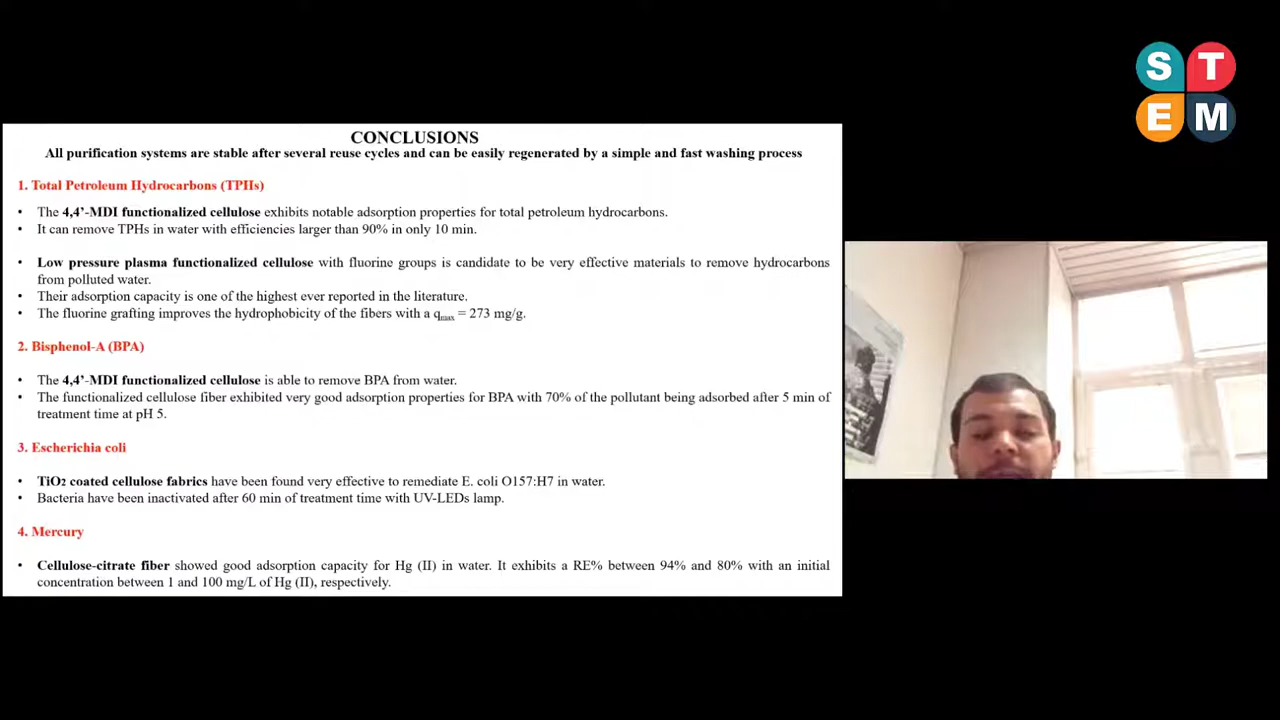 S T
E M
CONCLUSIONS
All purification systems are stable after several reuse cycles and can be easily regenerated by a simple and fast washing process
1. Total Petroleum Hydrocarbons (TPHs)
• The 4,4’-MDI functionalized cellulose exhibits notable adsorption properties for total petroleum hydrocarbons.
• It can remove TPHs in water with efficiencies larger than 90% in only 10 min.
• Low pressure plasma functionalized cellulose with fluorine groups is candidate to be very effective materials to remove hydrocarbons
from polluted water.
• Their adsorption capacity is one of the highest ever reported in the literature.
• The fluorine grafting improves the hydrophobicity of the fibers with a qmax = 273 mg/g.
2. Bisphenol-A (BPA)
• The 4,4’-MDI functionalized cellulose is able to remove BPA from water.
• The functionalized cellulose fiber exhibited very good adsorption properties for BPA with 70% of the pollutant being adsorbed after 5 min of
treatment time at pH 5.
3. Escherichia coli
• TiO2 coated cellulose fabrics have been found very effective to remediate E. coli O157:H7 in water.
• Bacteria have been inactivated after 60 min of treatment time with UV-LEDs lamp.
4. Mercury
• Cellulose-citrate fiber showed good adsorption capacity for Hg (II) in water. It exhibits a RE% between 94% and 80% with an initial
concentration between 1 and 100 mg/L of Hg (II), respectively.